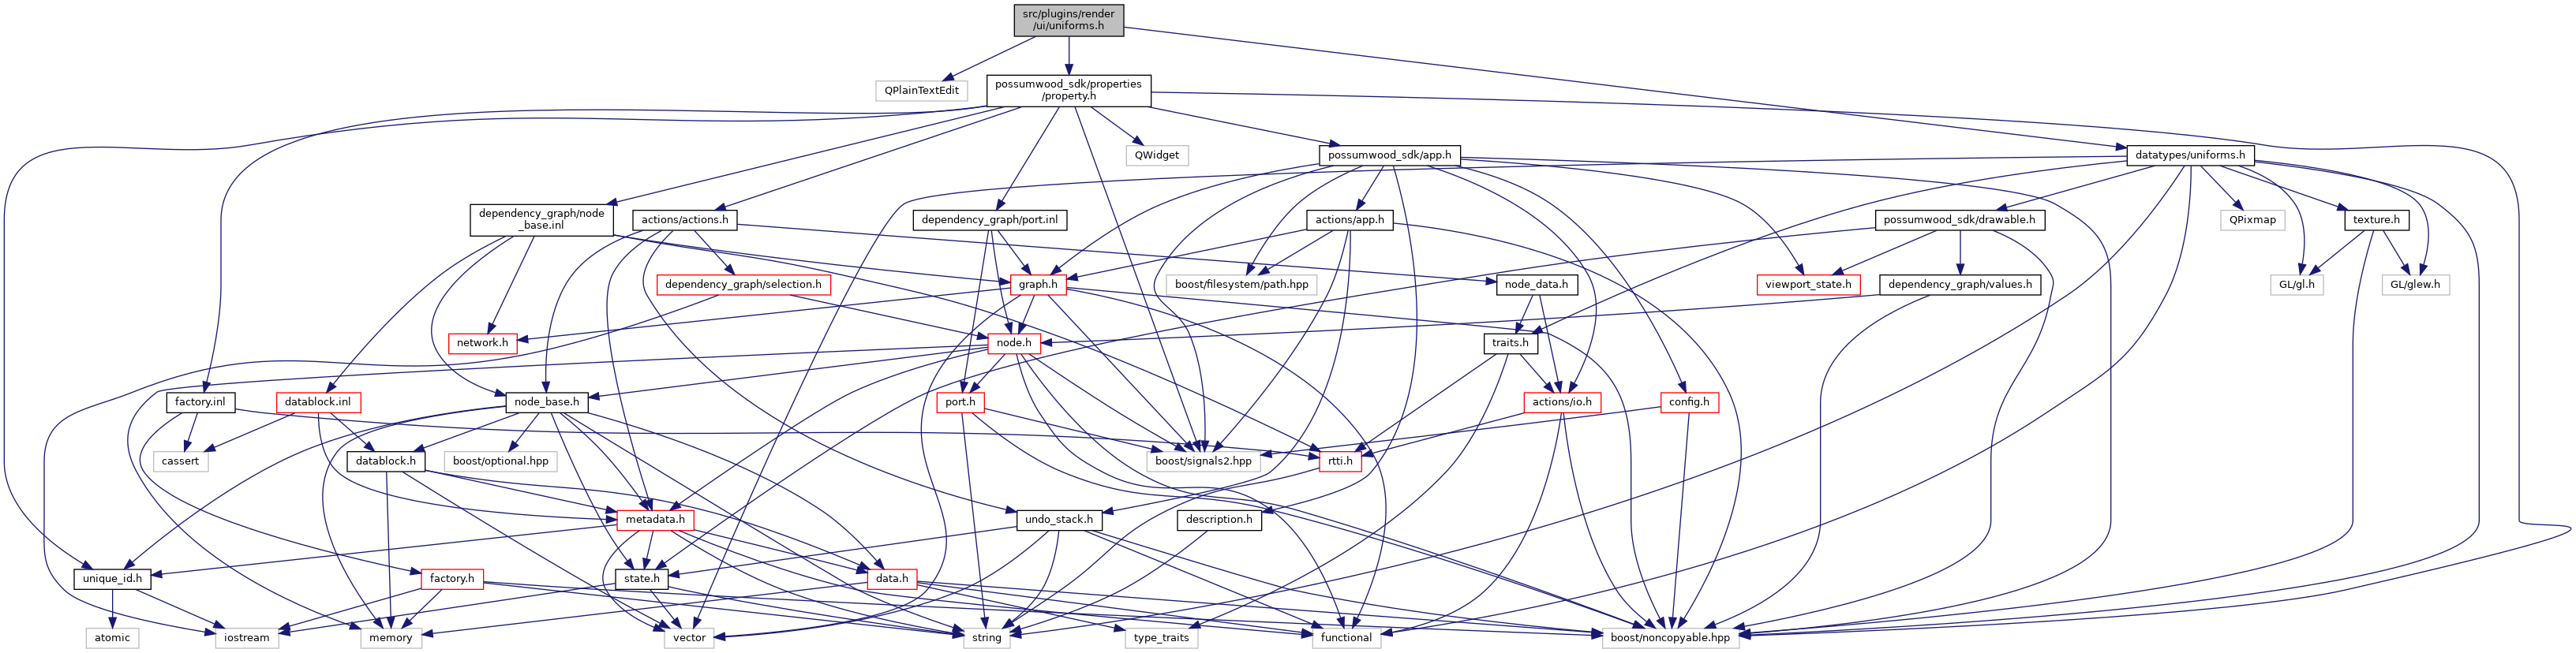 src/plugins/render
/ui/uniforms.h
QPlainTextEdit
possumwood_sdk/properties
/property.h
QWidget
possumwood_sdk/app.h
datatypes/uniforms.h
dependency_graph/node
_base.inl
actions/actions.h
dependency_graph/port.inl
actions/app.h
possumwood_sdk/drawable.h
QPixmap
texture.h
dependency_graph/selection.h
graph.h
boost/filesystem/path.hpp
node_data.h
viewport_state.h
dependency_graph/values.h
GL/gl.h
GL/glew.h
network.h
node.h
traits.h
factory.inl
datablock.inl
node_base.h
port.h
actions/io.h
config.h
cassert
datablock.h
boost/optional.hpp
boost/signals2.hpp
rtti.h
metadata.h
undo_stack.h
description.h
unique_id.h
factory.h
state.h
data.h
atomic
iostream
memory
vector
string
type_traits
functional
boost/noncopyable.hpp